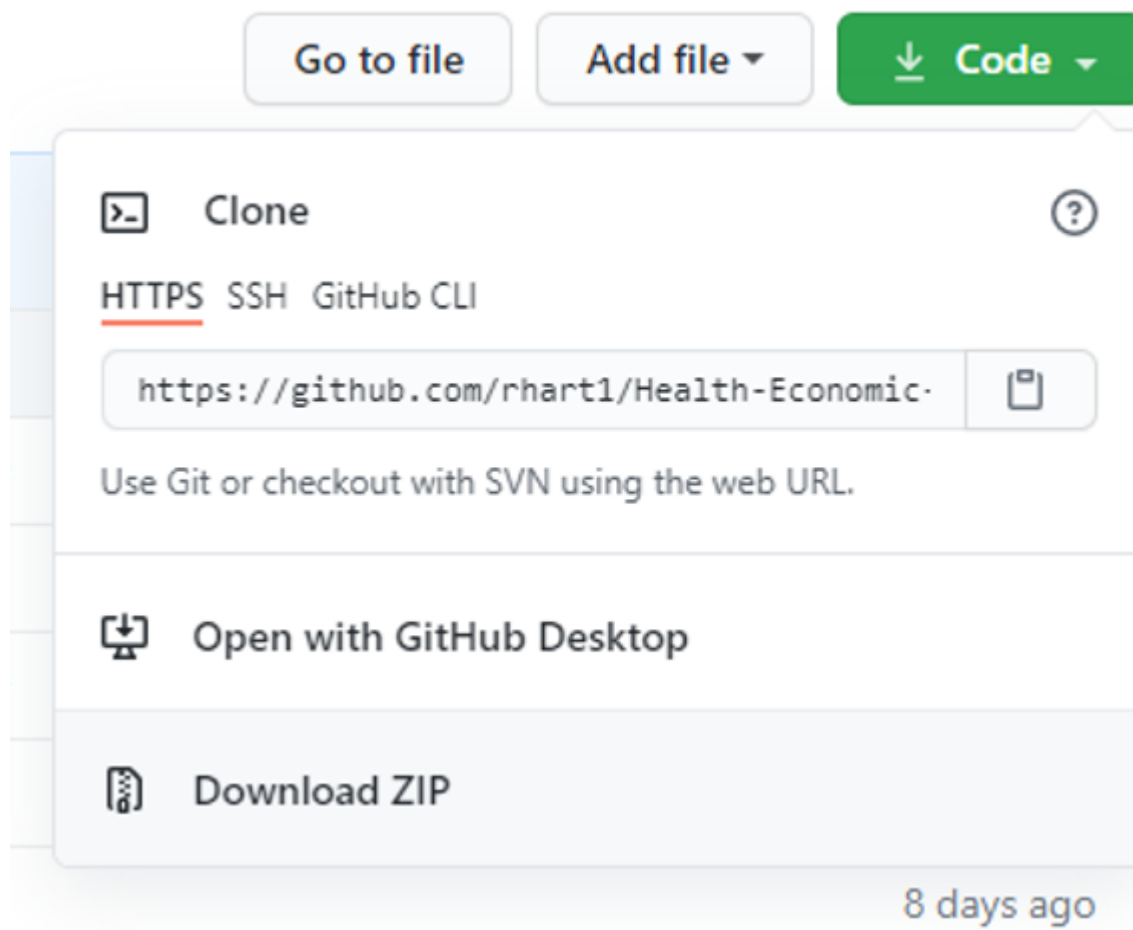 Go to file Add file Code
Clone
HTTPS SSH GitHub CLI
https://github.com/rhart1/Health-Economic-
Use Git or checkout with SVN using the web URL.
Open with GitHub Desktop
Download ZIP
8 days ago